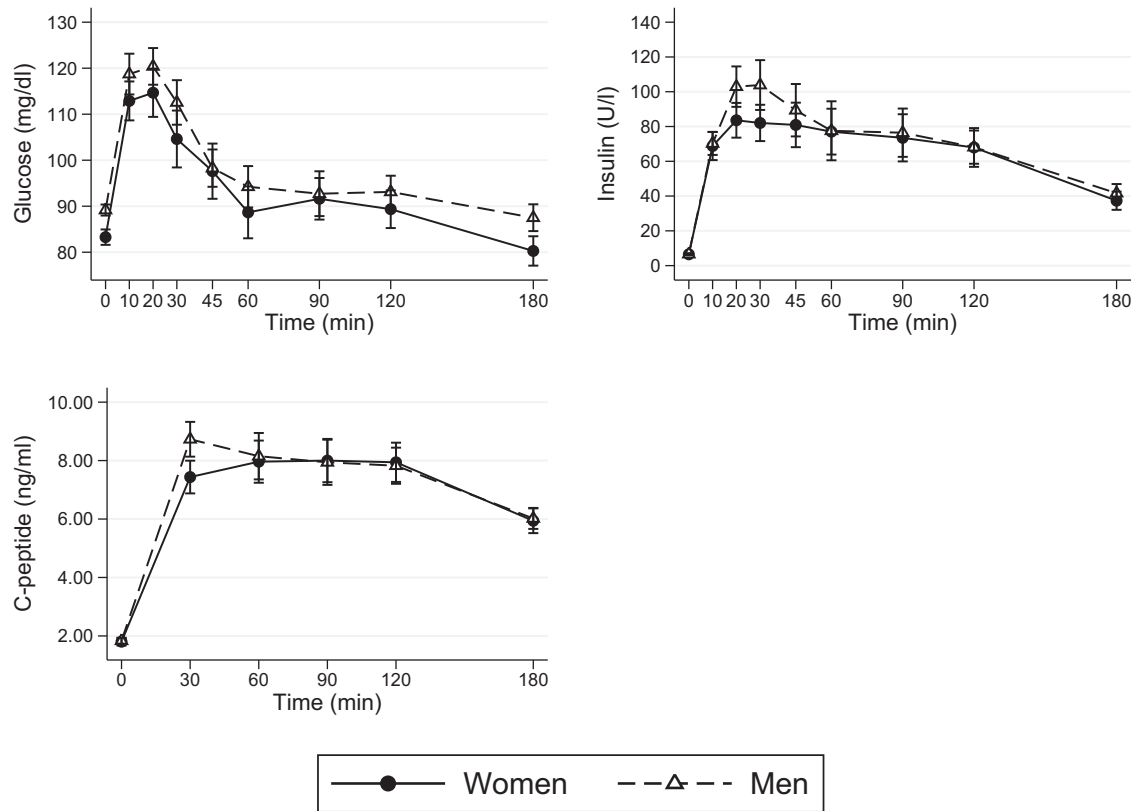 Glucose (mg/dl)
130
120
110
100
90
80
0 10 20 30 45 60 90 120 180
Time (min)
Insulin (U/l)
140
120
100
80
60
40
20
0
0 10 20 30 45 60 90 120 180
Time (min)
C-peptide (ng/ml)
10.00
8.00
6.00
4.00
2.00
0 30 60 90 120 180
Time (min)
Women Men